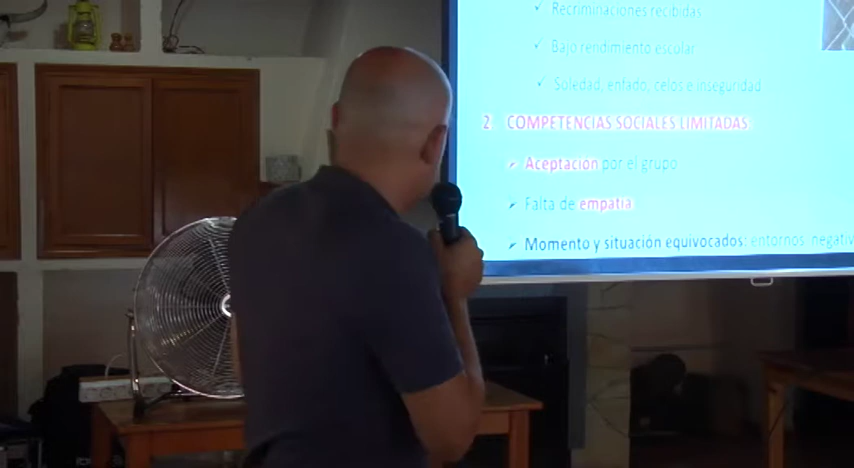 ✓ Recriminaciones recibidas
✓ Bajo rendimiento escolar
✓ Soledad, enfado, celos e inseguridad
2. COMPETENCIAS SOCIALES LIMITADAS:
✓ Aceptación por el grupo
✓ Falta de empatía
✓ Momento y situación equivocados: entornos negativ